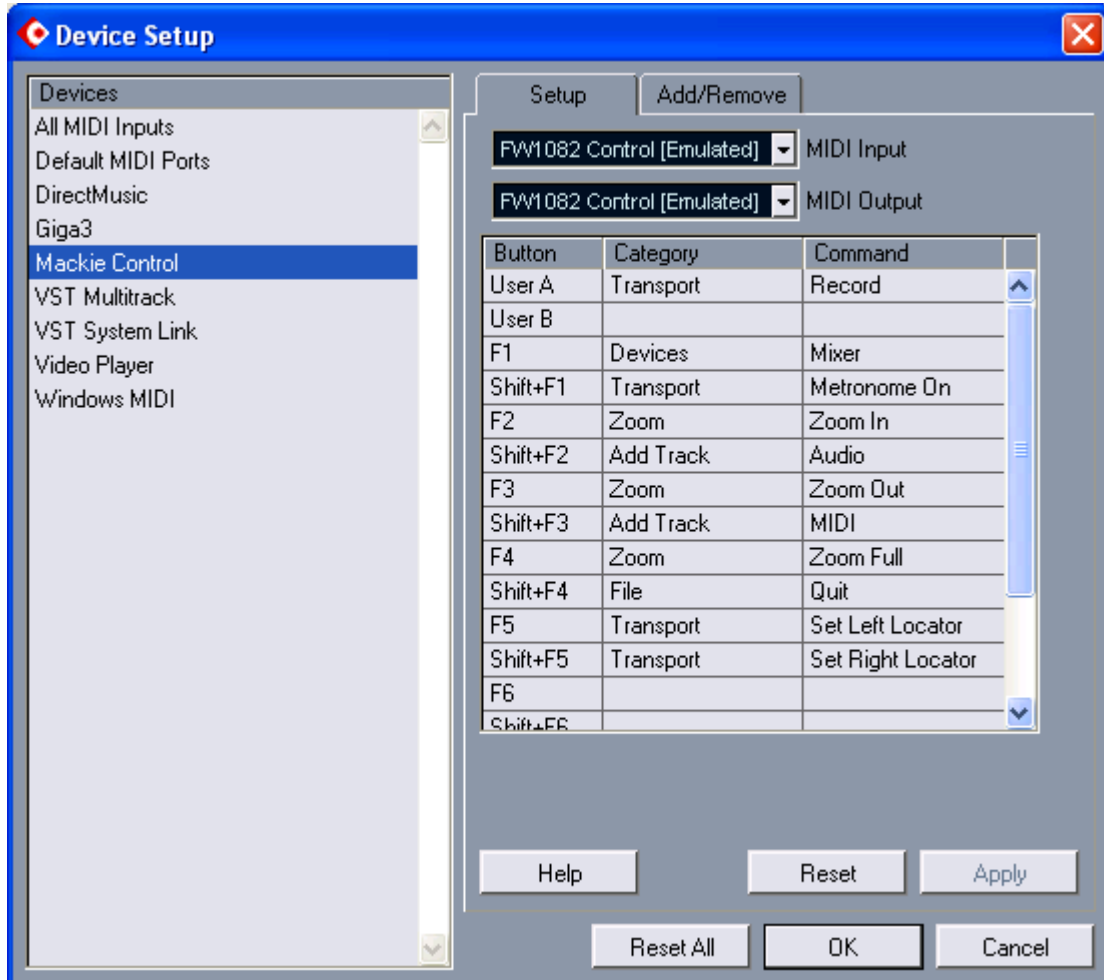 Device Setup
Devices
All MIDI Inputs
Default MIDI Ports
DirectMusic
Giga3
Mackie Control
VST Multitrack
VST System Link
Video Player
Windows MIDI
Setup Add/Remove
FW1082 Control [Emulated] MIDI Input
FW1082 Control [Emulated] MIDI Output
Button Category Command
User A Transport Record
User B
F1 Devices Mixer
Shift+F1 Transport Metronome On
F2 Zoom Zoom In
Shift+F2 Add Track Audio
F3 Zoom Zoom Out
Shift+F3 Add Track MIDI
F4 Zoom Zoom Full
Shift+F4 File Quit
F5 Transport Set Left Locator
Shift+F5 Transport Set Right Locator
F6
Shift+F6
Help Reset Apply
Reset All OK Cancel